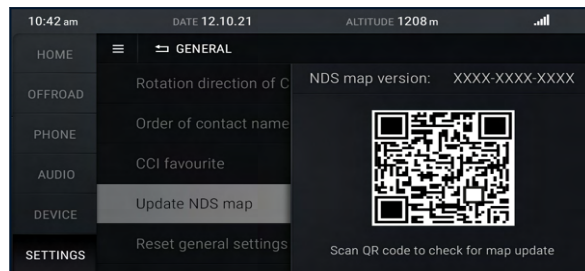 10:42 am DATE 12.10.21 ALTITUDE 1208 m
HOME
OFFROAD
PHONE
AUDIO
DEVICE
SETTINGS
GENERAL
Rotation direction of C
Order of contact name
CCI favourite
Update NDS map
Reset general settings
NDS map version: XXXX-XXXX-XXXX
Scan QR code to check for map update